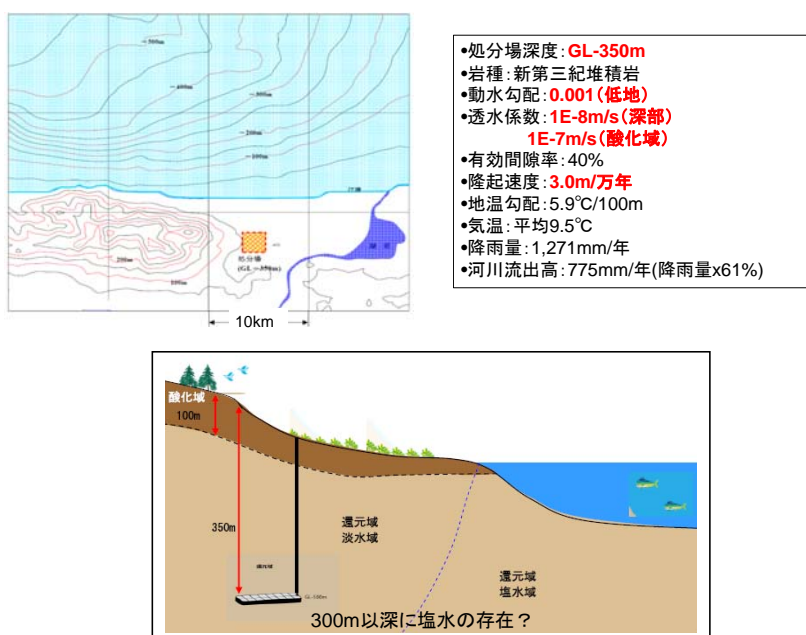 -500m
-400m
-300m
-200m
-100m
処分場
(GL-350m)
200m
100m
10km
•処分場深度:GL-350m
•岩種:新第三紀堆積岩
•動水勾配:0.001(低地)
•透水係数:1E-8m/s(深部)
1E-7m/s(酸化域)
•有効間隙率:40%
•隆起速度:3.0m/万年
•地温勾配:5.9℃/100m
•気温:平均9.5℃
•降雨量:1,271mm/年
•河川流出高:775mm/年(降雨量x61%)
酸化域
100m
350m
還元域
淡水域
還元域
塩水域
300m以深に塩水の存在?